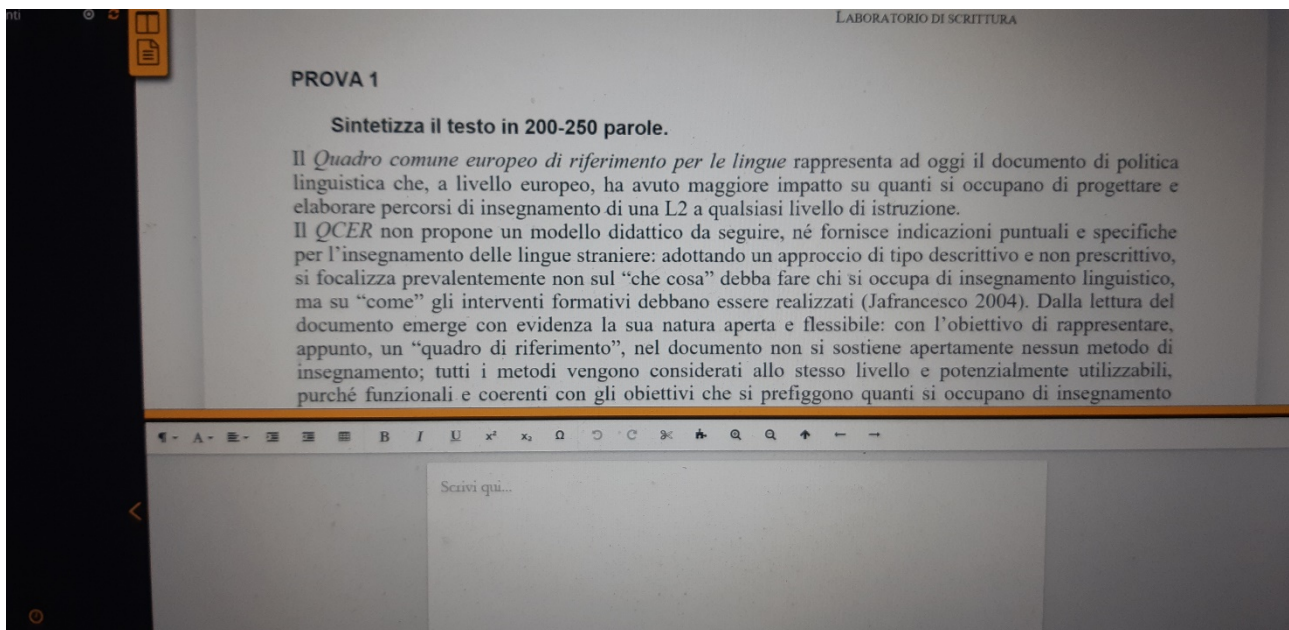 nti
LABORATORIO DI SCRITTURA
PROVA 1
Sintetizza il testo in 200-250 parole.
Il Quadro comune europeo di riferimento per le lingue rappresenta ad oggi il documento di politica
linguistica che, a livello europeo, ha avuto maggiore impatto su quanti si occupano di progettare e
elaborare percorsi di insegnamento di una L2 a qualsiasi livello di istruzione.
Il QCER non propone un modello didattico da seguire, né fornisce indicazioni puntuali e specifiche
per l'insegnamento delle lingue straniere: adottando un approccio di tipo descrittivo e non prescrittivo,
si focalizza prevalentemente non sul “che cosa” debba fare chi si occupa di insegnamento linguistico,
ma su “come” gli interventi formativi debbano essere realizzati (Jafrancesco 2004). Dalla lettura del
documento emerge con evidenza la sua natura aperta e flessibile: con l'obiettivo di rappresentare,
appunto, un “quadro di riferimento”, nel documento non si sostiene apertamente nessun metodo di
insegnamento; tutti i metodi vengono considerati allo stesso livello e potenzialmente utilizzabili,
purché funzionali e coerenti con gli obiettivi che si prefiggono quanti si occupano di insegnamento
¶ A B I U x² x₂ Ω
Scrivi qui...